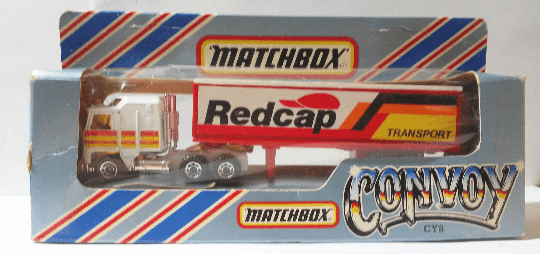 MATCHBOX
Redcap
TRANSPORT
MATCHBOX
CONVOY
CY8